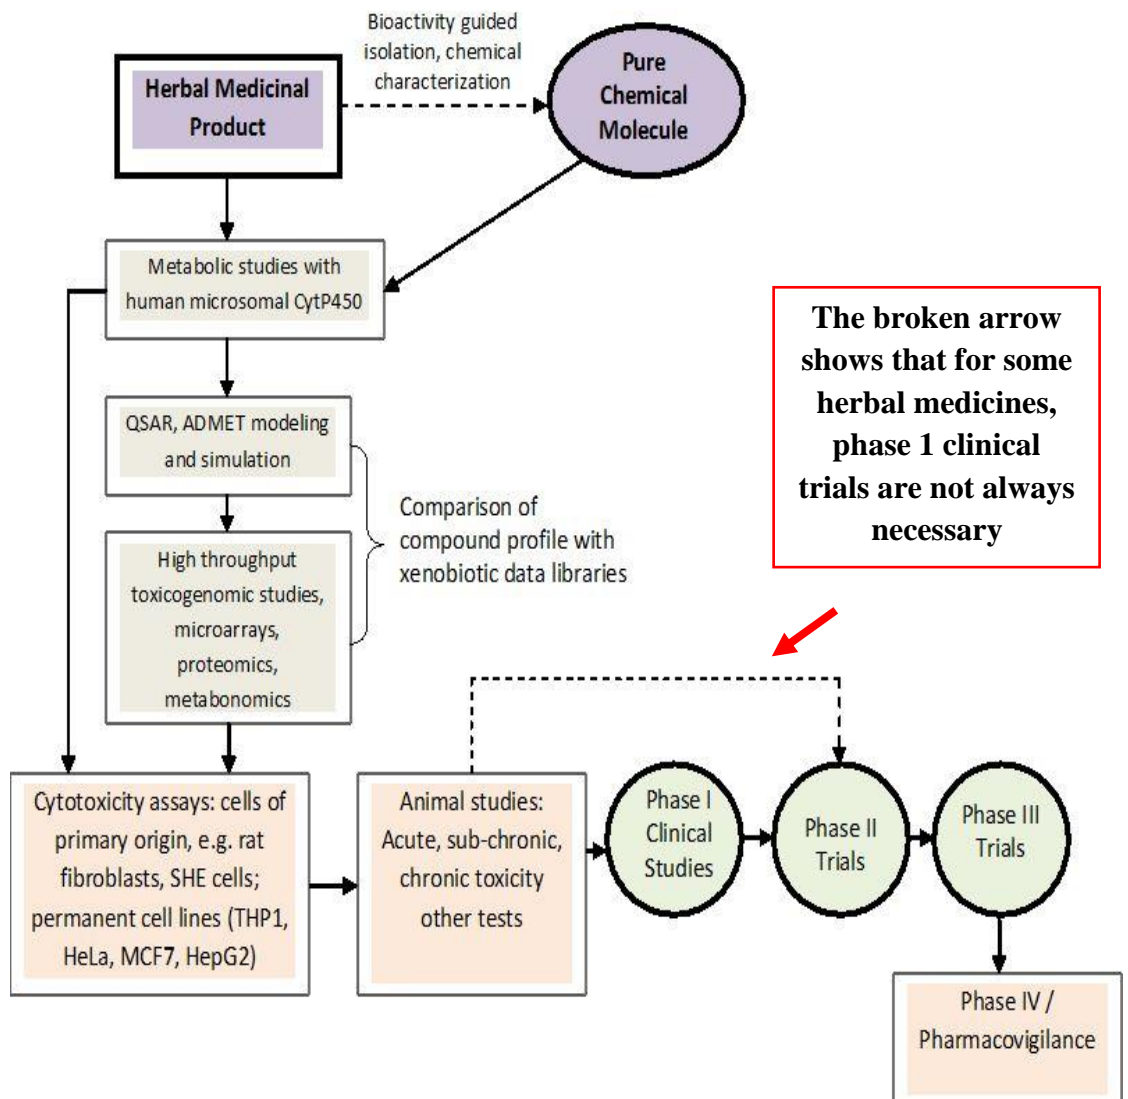 Bioactivity guided
isolation, chemical
characterization
Herbal Medicinal
Product
Pure
Chemical
Molecule
Metabolic studies with
human microsomal CytP450
QSAR, ADMET modeling
and simulation
High throughput
toxicogenomic studies,
microarrays,
proteomics,
metabonomics
Comparison of
compound profile with
xenobiotic data libraries
The broken arrow
shows that for some
herbal medicines,
phase 1 clinical
trials are not always
necessary
Cytotoxicity assays: cells of
primary origin, e.g. rat
fibroblasts, SHE cells;
permanent cell lines (THP1,
HeLa, MCF7, HepG2)
Animal studies:
Acute, sub-chronic,
chronic toxicity
other tests
Phase I
Clinical
Studies
Phase II
Trials
Phase III
Trials
Phase IV /
Pharmacovigilance